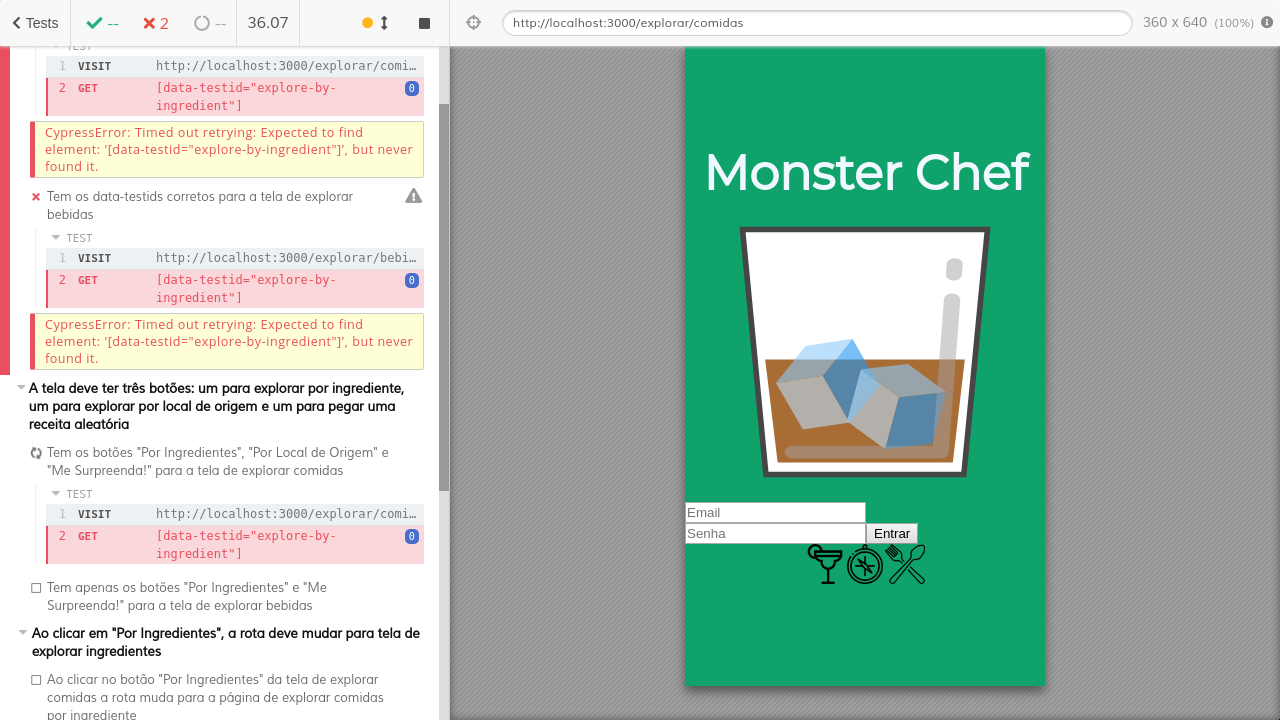 Tests
--
2
--
36.07
http://localhost:3000/explorar/comidas
360 x 640 (100%)
TEST
1 VISIT http://localhost:3000/explorar/comi…
2 GET [data-testid="explore-by-
ingredient"] 0
CypressError: Timed out retrying: Expected to find
element: '[data-testid="explore-by-ingredient"]', but never
found it.
Tem os data-testids corretos para a tela de explorar
bebidas
TEST
1 VISIT http://localhost:3000/explorar/bebi…
2 GET [data-testid="explore-by-
ingredient"] 0
CypressError: Timed out retrying: Expected to find
element: '[data-testid="explore-by-ingredient"]', but never
found it.
A tela deve ter três botões: um para explorar por ingrediente,
um para explorar por local de origem e um para pegar uma
receita aleatória
Tem os botões "Por Ingredientes", "Por Local de Origem" e
"Me Surpreenda!" para a tela de explorar comidas
TEST
1 VISIT http://localhost:3000/explorar/comi…
2 GET [data-testid="explore-by-
ingredient"] 0
Tem apenas os botões "Por Ingredientes" e "Me
Surpreenda!" para a tela de explorar bebidas
Ao clicar em "Por Ingredientes", a rota deve mudar para tela de
explorar ingredientes
Ao clicar no botão "Por Ingredientes" da tela de explorar
comidas a rota muda para a página de explorar comidas
por ingrediente
Monster Chef
Email
Senha
Entrar